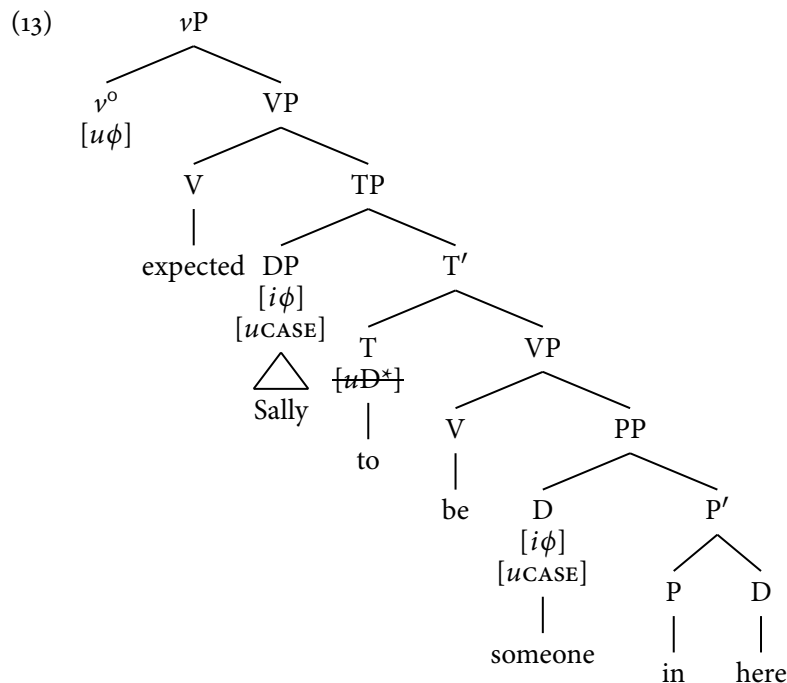 (13) vP
v⁰ VP
[uϕ]
V TP
expected DP T′
[iϕ]
[uCASE] T VP
[uD*]
Sally V PP
to
be D P′
[iϕ]
[uCASE] P D
someone
in here